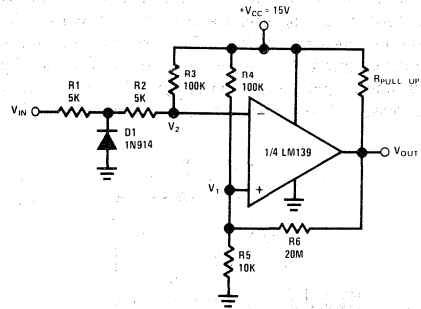 +VCC = 15V
R3
100K
R4
100K
RPULL UP
R1
5K
R2
5K
VIN
D1
1N914
V2
−
1/4 LM139
VOUT
V1
+
R6
20M
R5
10K